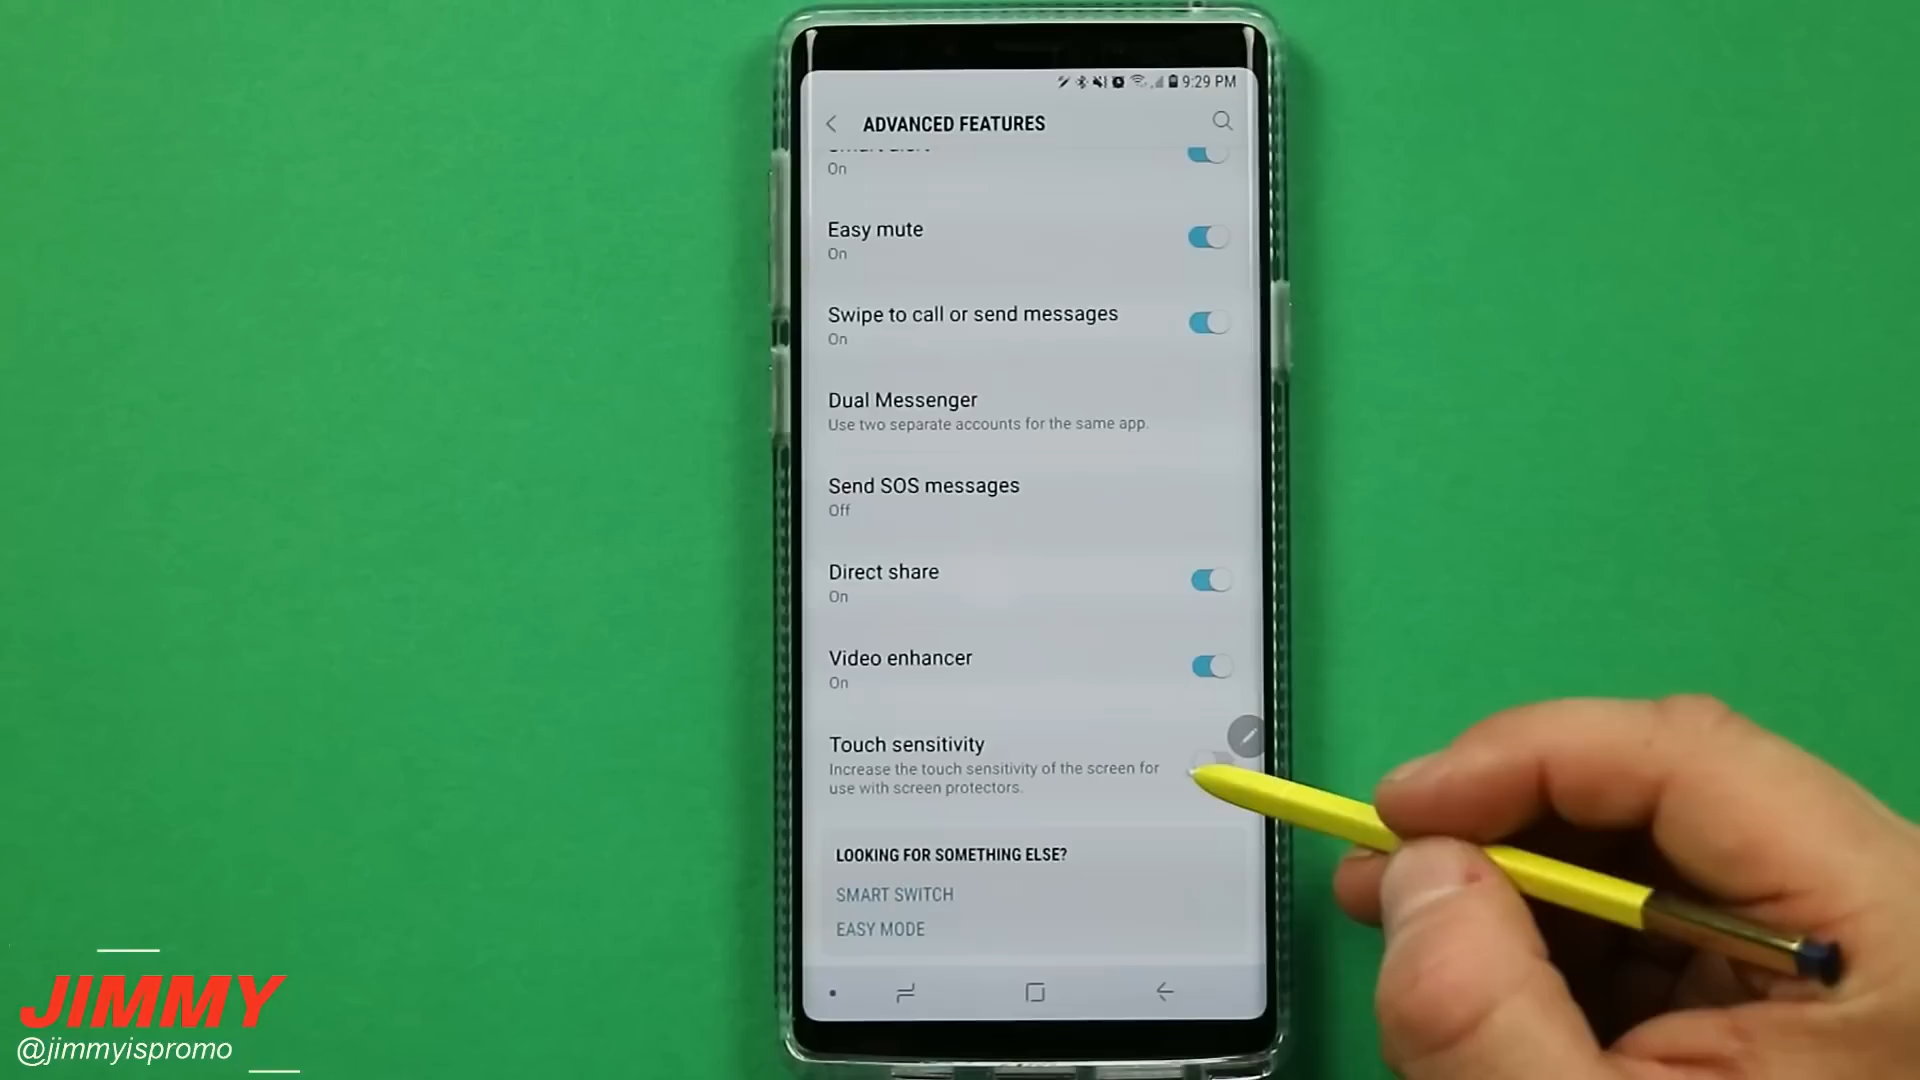 9:29 PM
ADVANCED FEATURES
On
Easy mute
On
Swipe to call or send messages
On
Dual Messenger
Use two separate accounts for the same app.
Send SOS messages
Off
Direct share
On
Video enhancer
On
Touch sensitivity
Increase the touch sensitivity of the screen for
use with screen protectors.
LOOKING FOR SOMETHING ELSE?
SMART SWITCH
EASY MODE
JIMMY
@jimmyispromo